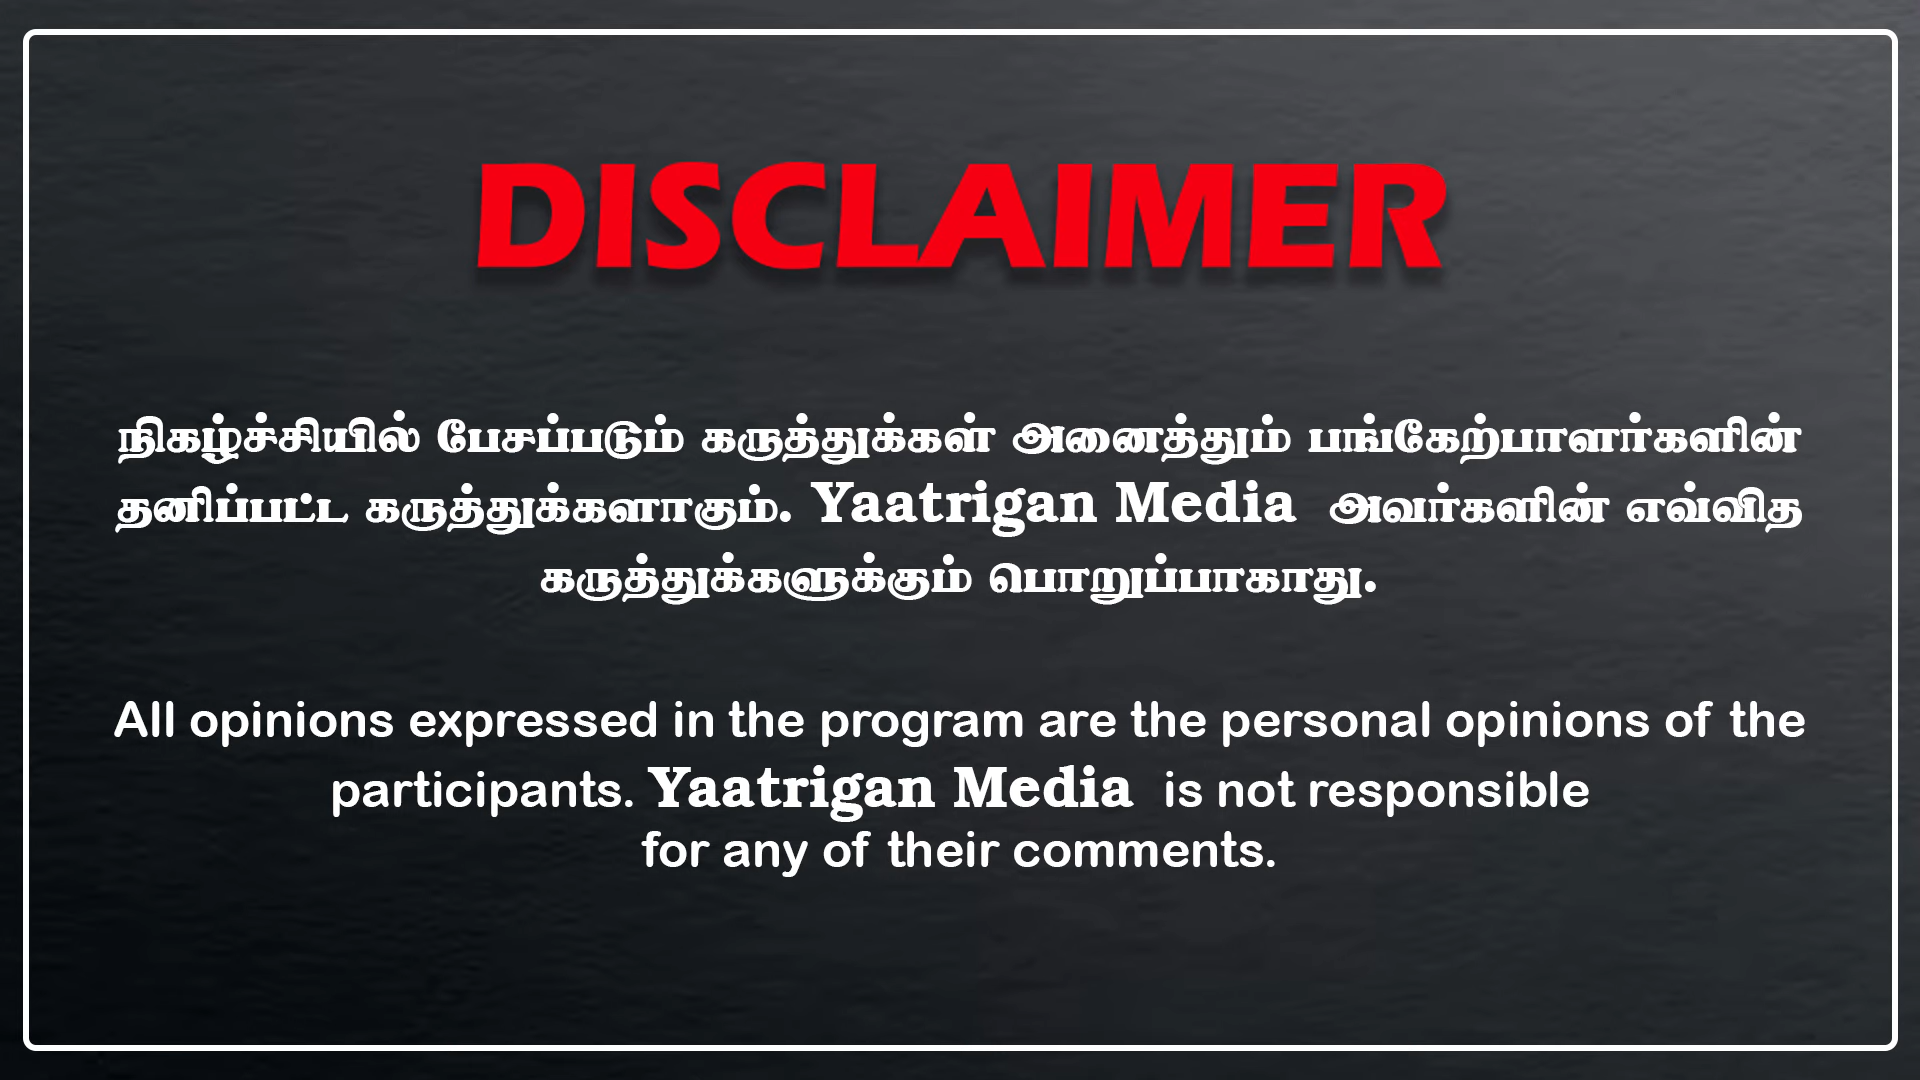 DISCLAIMER
நிகழ்ச்சியில் பேசப்படும் கருத்துக்கள் அனைத்தும் பங்கேற்பாளர்களின்
தனிப்பட்ட கருத்துக்களாகும். Yaatrigan Media அவர்களின் எவ்வித
கருத்துக்களுக்கும் பொறுப்பாகாது.
All opinions expressed in the program are the personal opinions of the
participants. Yaatrigan Media is not responsible
for any of their comments.